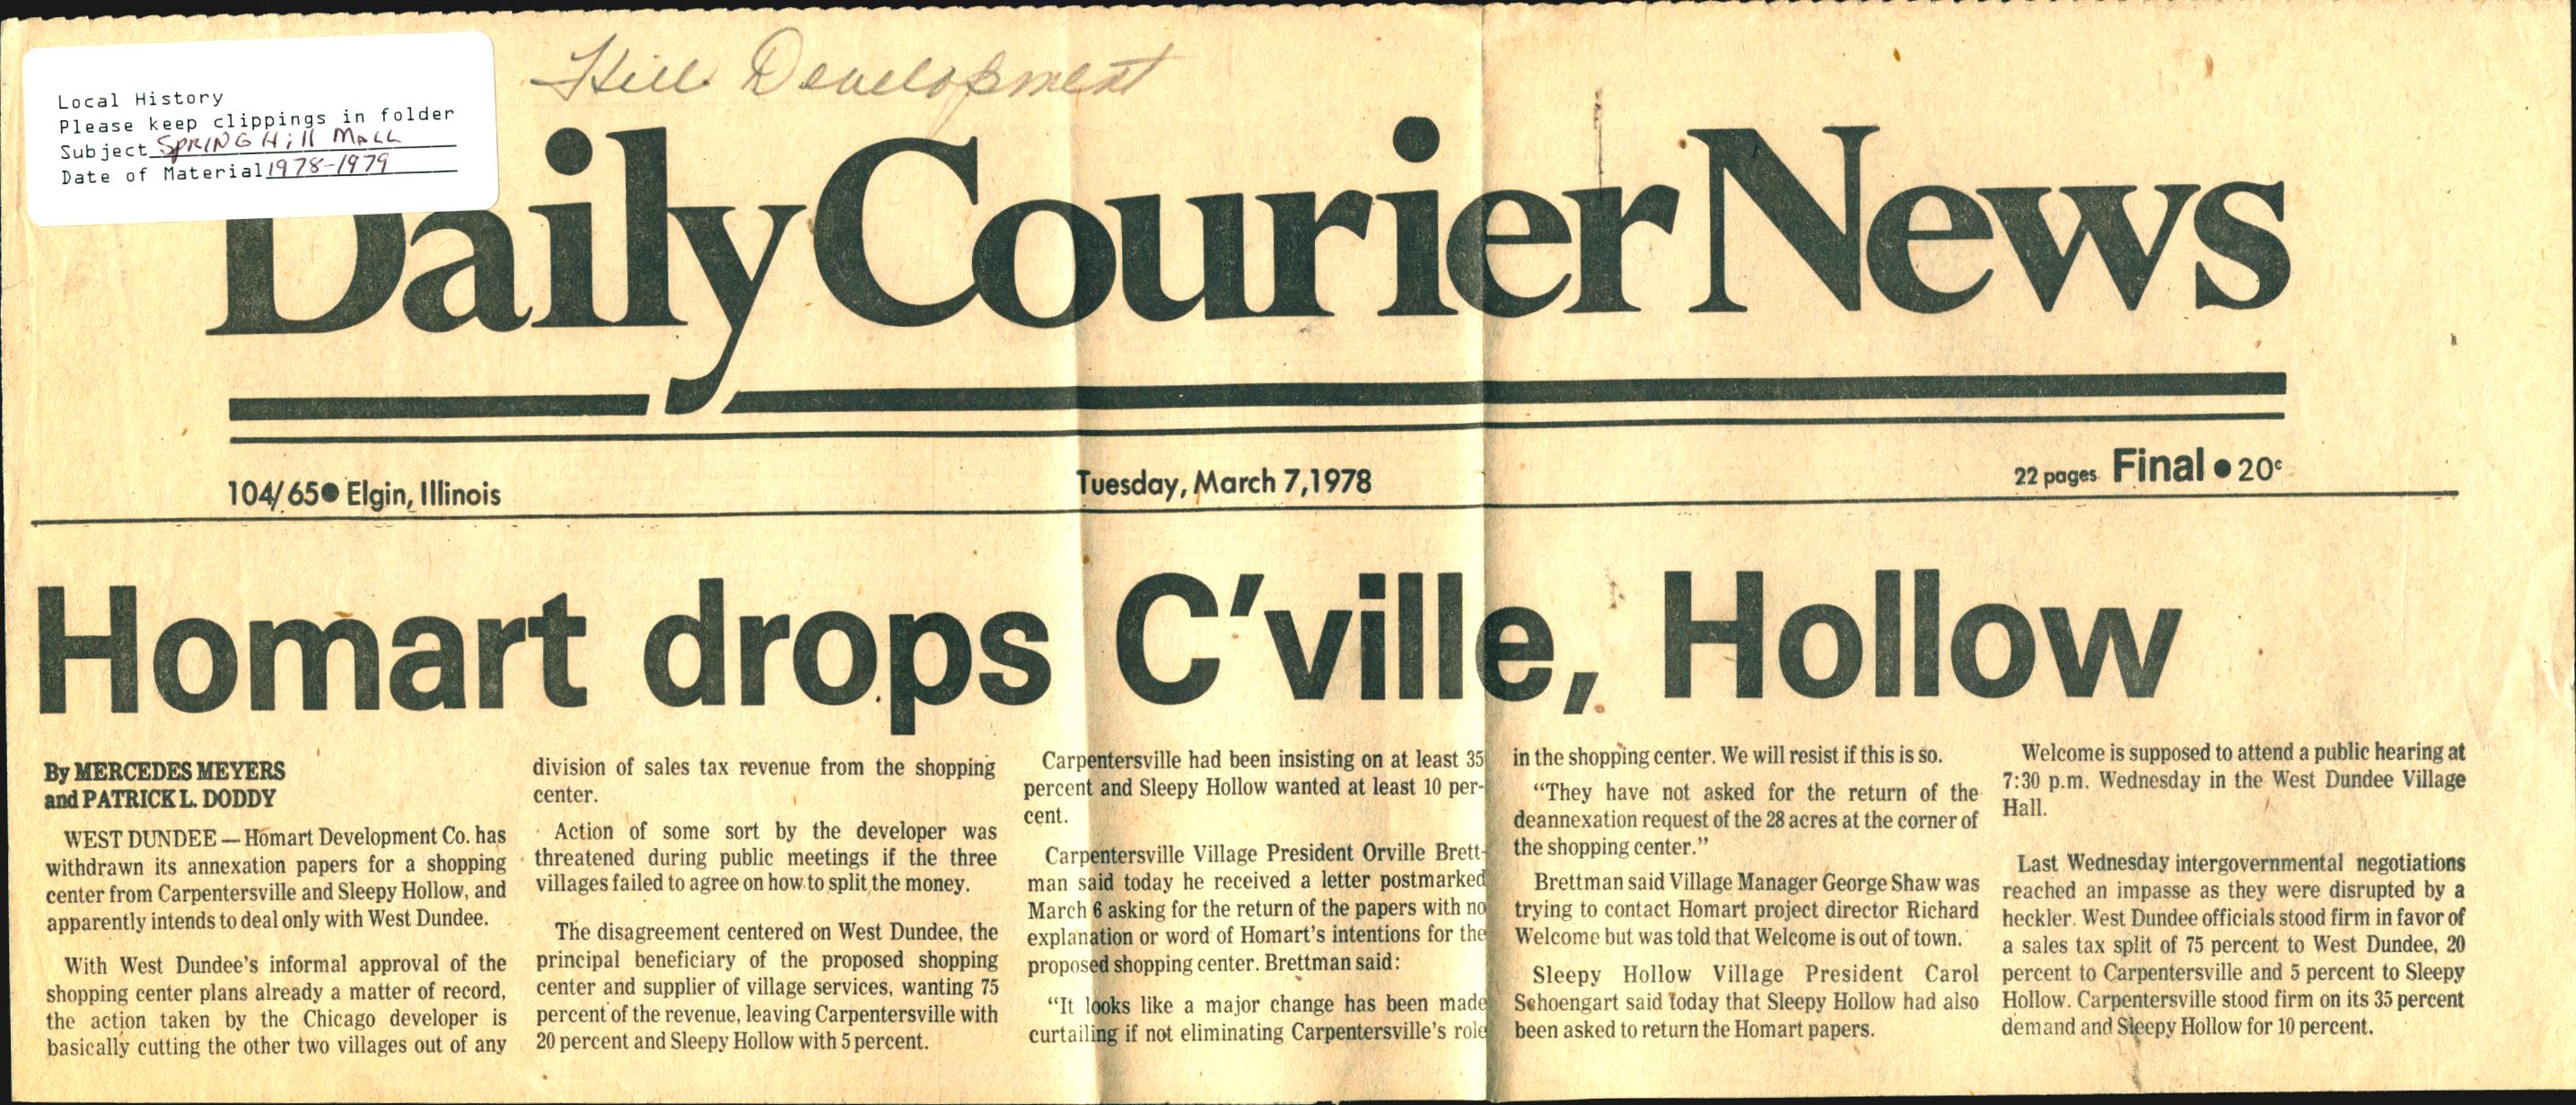 Local History
Please keep clippings in folder
Subject SPRING Hill MALL
Date of Material 1978-1979
Hill Development
Daily Courier News
104/65● Elgin, Illinois
Tuesday, March 7, 1978
22 pages Final ● 20¢
Homart drops C'ville, Hollow
By MERCEDES MEYERS
and PATRICK L. DODDY
WEST DUNDEE — Homart Development Co. has
withdrawn its annexation papers for a shopping
center from Carpentersville and Sleepy Hollow, and
apparently intends to deal only with West Dundee.
With West Dundee's informal approval of the
shopping center plans already a matter of record,
the action taken by the Chicago developer is
basically cutting the other two villages out of any
division of sales tax revenue from the shopping
center.
Action of some sort by the developer was
threatened during public meetings if the three
villages failed to agree on how to split the money.
The disagreement centered on West Dundee, the
principal beneficiary of the proposed shopping
center and supplier of village services, wanting 75
percent of the revenue, leaving Carpentersville with
20 percent and Sleepy Hollow with 5 percent.
Carpentersville had been insisting on at least 35
percent and Sleepy Hollow wanted at least 10 per-
cent.
Carpentersville Village President Orville Brett-
man said today he received a letter postmarked
March 6 asking for the return of the papers with no
explanation or word of Homart's intentions for the
proposed shopping center. Brettman said:
"It looks like a major change has been made
curtailing if not eliminating Carpentersville's role
in the shopping center. We will resist if this is so.
"They have not asked for the return of the
deannexation request of the 28 acres at the corner of
the shopping center."
Brettman said Village Manager George Shaw was
trying to contact Homart project director Richard
Welcome but was told that Welcome is out of town.
Sleepy Hollow Village President Carol
Schoengart said today that Sleepy Hollow had also
been asked to return the Homart papers.
Welcome is supposed to attend a public hearing at
7:30 p.m. Wednesday in the West Dundee Village
Hall.
Last Wednesday intergovernmental negotiations
reached an impasse as they were disrupted by a
heckler. West Dundee officials stood firm in favor of
a sales tax split of 75 percent to West Dundee, 20
percent to Carpentersville and 5 percent to Sleepy
Hollow. Carpentersville stood firm on its 35 percent
demand and Sleepy Hollow for 10 percent.